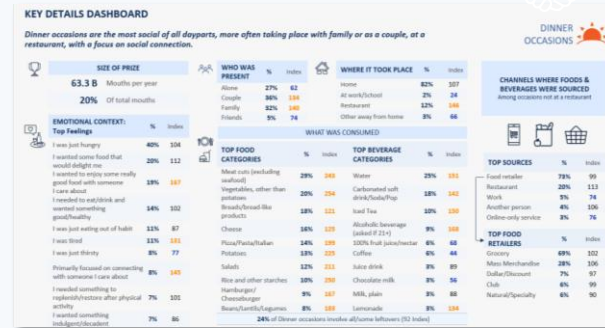 KEY DETAILS DASHBOARD
Dinner occasions are the most social of all dayparts, more often taking place with family or as a couple, at a
restaurant, with a focus on social connection.
DINNER
OCCASIONS
SIZE OF PRIZE
63.3 B Mouths per year
20% Of total mouths
WHO WAS
PRESENT % Index
Alone 27% 62
Couple 36%
Family 32%
Friends 5% 74
WHERE IT TOOK PLACE % Index
Home 82% 107
At work/School 2% 24
Restaurant 12%
Other away from home 3% 66
CHANNELS WHERE FOODS &
BEVERAGES WERE SOURCED
Among occasions not at a restaurant
EMOTIONAL CONTEXT:
Top Feelings % Index
I was just hungry 40% 104
I wanted some food that
would delight me 20% 112
I wanted to enjoy some really
good food with someone
I care about 19% 167
I needed to eat/drink and
wanted something
good/healthy 14% 102
I was just eating out of habit 11% 87
I was tired 11% 131
I was just thirsty 8% 77
Primarily focused on connecting
with someone I care about 8% 145
I needed something to
replenish/restore after physical
activity 7% 101
I wanted something
indulgent/decadent 7% 86
WHAT WAS CONSUMED
TOP FOOD
CATEGORIES % Index
Meat cuts (excluding
seafood) 29%
Vegetables, other than
potatoes 20%
Breads/bread-like
products 18% 121
Cheese 16% 125
Pizza/Pasta/Italian 14%
Potatoes 13% 225
Salads 12% 211
Rice and other starches 10%
Hamburger/
Cheeseburger 9% 167
Beans/Lentils/Legumes 8%
TOP BEVERAGE
CATEGORIES % Index
Water 25% 151
Carbonated soft
drink/Soda/Pop 18% 142
Iced Tea 10%
Alcoholic beverage
(asked if 21+) 9% 168
100% fruit juice/nectar 6% 68
Coffee 6% 44
Juice drink 3% 89
Chocolate milk 3% 56
Milk, plain 3% 88
Lemonade 3% 134
24% of Dinner occasions involve all/some leftovers (92 Index)
TOP SOURCES % Index
Food retailer 73% 99
Restaurant 20% 113
Work 5% 74
Another person 4% 106
Online-only service 3% 76
TOP FOOD
RETAILERS % Index
Grocery 69% 102
Mass Merchandise 28% 106
Dollar/Discount 7% 97
Club 6% 99
Natural/Specialty 6% 90